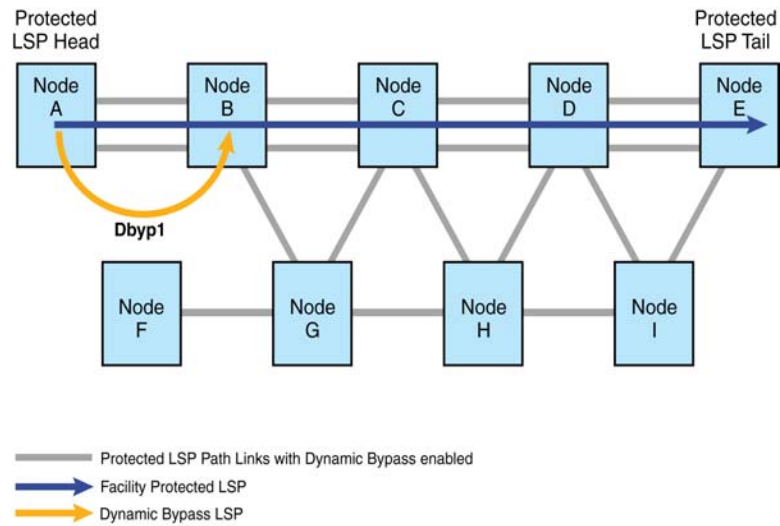 Protected
LSP Head
Protected
LSP Tail
Node
A
Node
B
Node
C
Node
D
Node
E
Dbyp1
Node
F
Node
G
Node
H
Node
I
Protected LSP Path Links with Dynamic Bypass enabled
Facility Protected LSP
Dynamic Bypass LSP